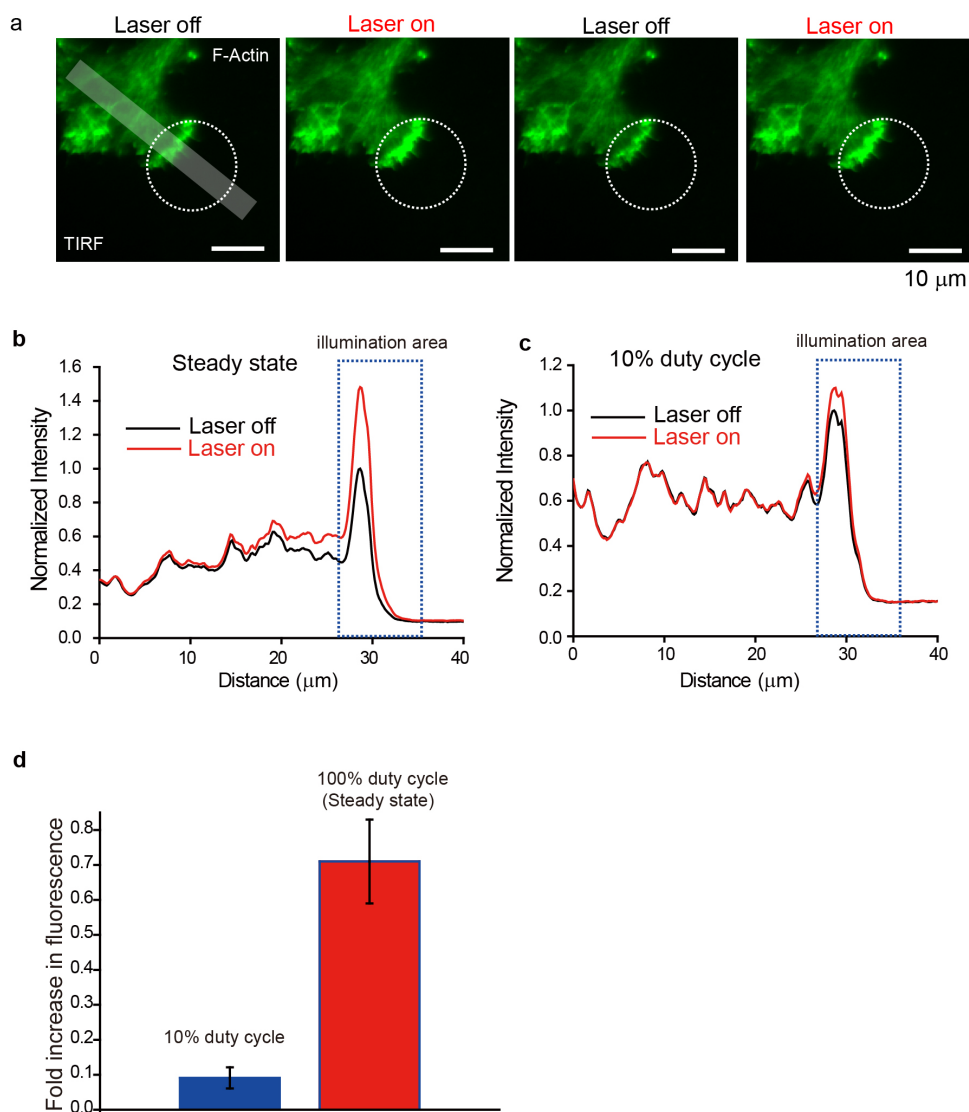 a
Laser off
Laser on
Laser off
Laser on
F-Actin
TIRF
10 μm
b
Steady state
illumination area
Laser off
Laser on
Normalized Intensity
1.6
1.4
1.2
1.0
0.8
0.6
0.4
0.2
0.0
0
10
20
30
40
Distance (μm)
c
10% duty cycle
illumination area
Laser off
Laser on
Normalized Intensity
1.2
1.0
0.8
0.6
0.4
0.2
0.0
0
10
20
30
40
Distance (μm)
d
100% duty cycle
(Steady state)
10% duty cycle
Fold increase in fluorescence
0.8
0.7
0.6
0.5
0.4
0.3
0.2
0.1
0.0